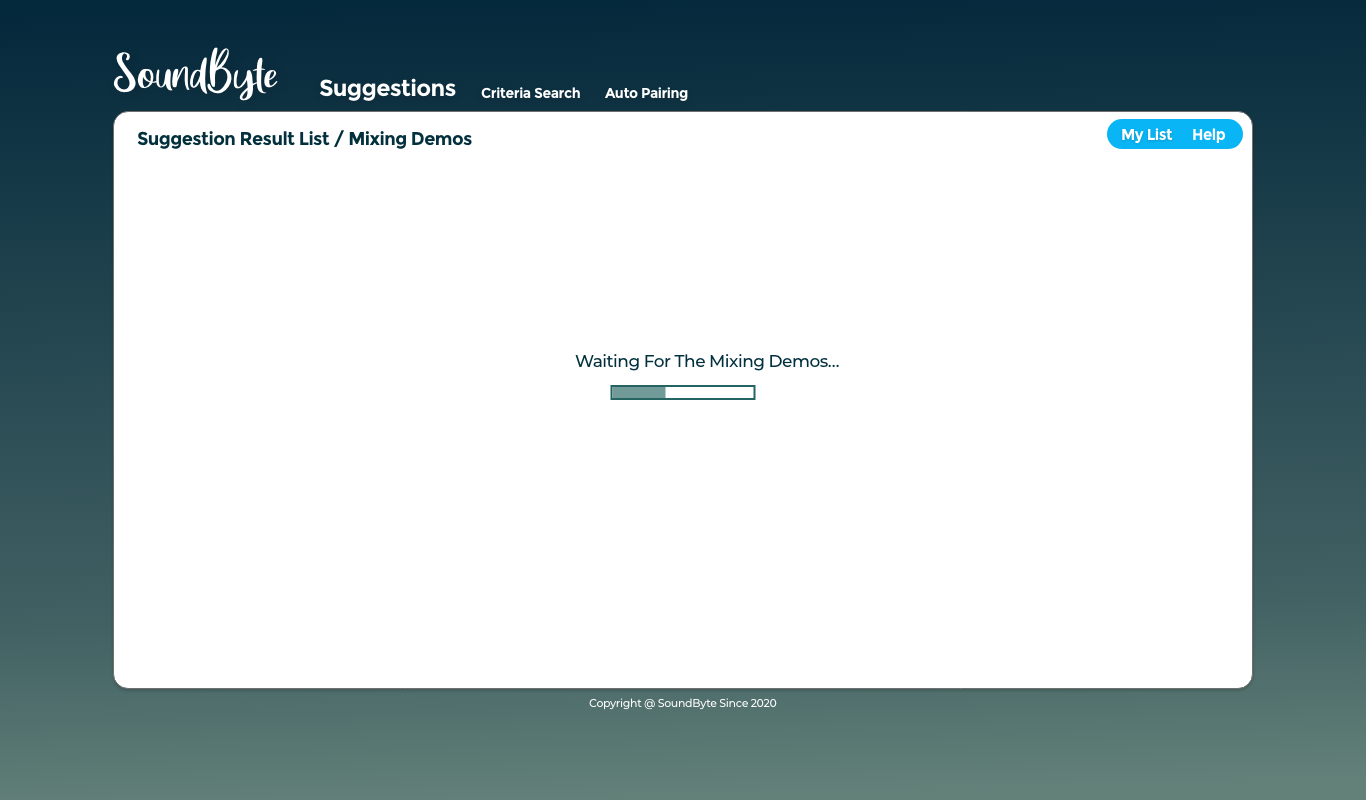 SoundByte
Suggestions Criteria Search Auto Pairing
Suggestion Result List / Mixing Demos
My List Help
Waiting For The Mixing Demos...
Copyright @ SoundByte Since 2020